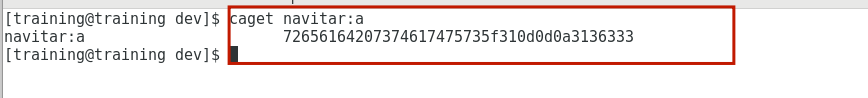 [training@training dev]$ caget navitar:a
navitar:a 72656164207374617475735f310d0d0a3136333
[training@training dev]$